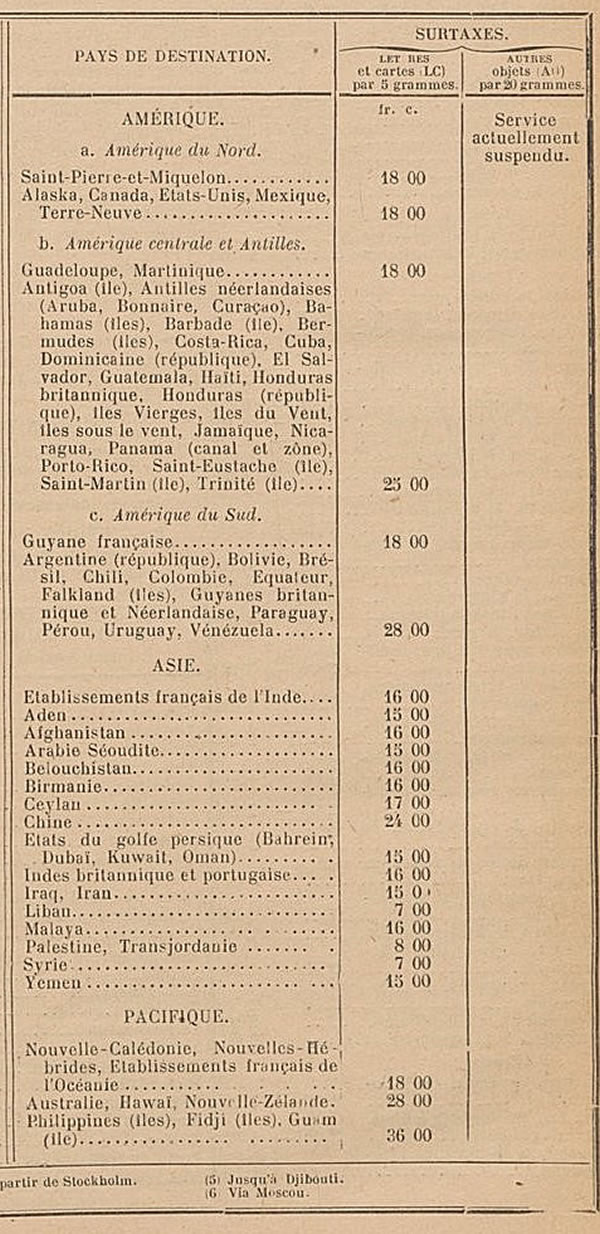 PAYS DE DESTINATION.
SURTAXES.
LET RES
et cartes (LC)
par 5 grammes.
AUTRES
objets (AO)
par 20 grammes.
fr. c.
Service
actuellement
suspendu.
AMÉRIQUE.
a. Amérique du Nord.
Saint-Pierre-et-Miquelon........... 18 00
Alaska, Canada, Etats-Unis, Mexique,
Terre-Neuve..................... 18 00
b. Amérique centrale et Antilles.
Guadeloupe, Martinique............ 18 00
Antigoa (île), Antilles néerlandaises
(Aruba, Bonnaire, Curaçao), Ba-
hamas (îles), Barbade (île), Ber-
mudes (îles), Costa-Rica, Cuba,
Dominicaine (république), El Sal-
vador, Guatemala, Haïti, Honduras
britannique, Honduras (républi-
que), îles Vierges, îles du Vent,
îles sous le vent, Jamaïque, Nica-
ragua, Panama (canal et zône),
Porto-Rico, Saint-Eustache (île),
Saint-Martin (île), Trinité (île).... 25 00
c. Amérique du Sud.
Guyane française.................. 18 00
Argentine (république), Bolivie, Bré-
sil, Chili, Colombie, Equateur,
Falkland (îles), Guyanes britan-
nique et Néerlandaise, Paraguay,
Pérou, Uruguay, Vénézuela....... 28 00
ASIE.
Etablissements français de l'Inde.... 16 00
Aden.............................. 15 00
Afghanistan ....................... 16 00
Arabie Séoudite.................... 15 00
Belouchistan....................... 16 00
Birmanie.......................... 16 00
Ceylan ........................... 17 00
Chine ............................ 24 00
Etats du golfe persique (Bahrein,
Dubaï, Kuwait, Oman).......... 15 00
Indes britannique et portugaise.... 16 00
Iraq, Iran......................... 15 0
Liban............................. 7 00
Malaya............................ 16 00
Palestine, Transjordanie ....... 8 00
Syrie............................. 7 00
Yemen ........................... 15 00
PACIFIQUE.
Nouvelle-Calédonie, Nouvelles-Hé-
brides, Etablissements français de
l'Océanie ........... 18 00
Australie, Hawaï, Nouvelle-Zélande. 28 00
Philippines (îles), Fidji (îles), Guam
(île)......................... 36 00
partir de Stockholm.
(5) Jusqu'à Djibouti.
(6 Via Moscou.